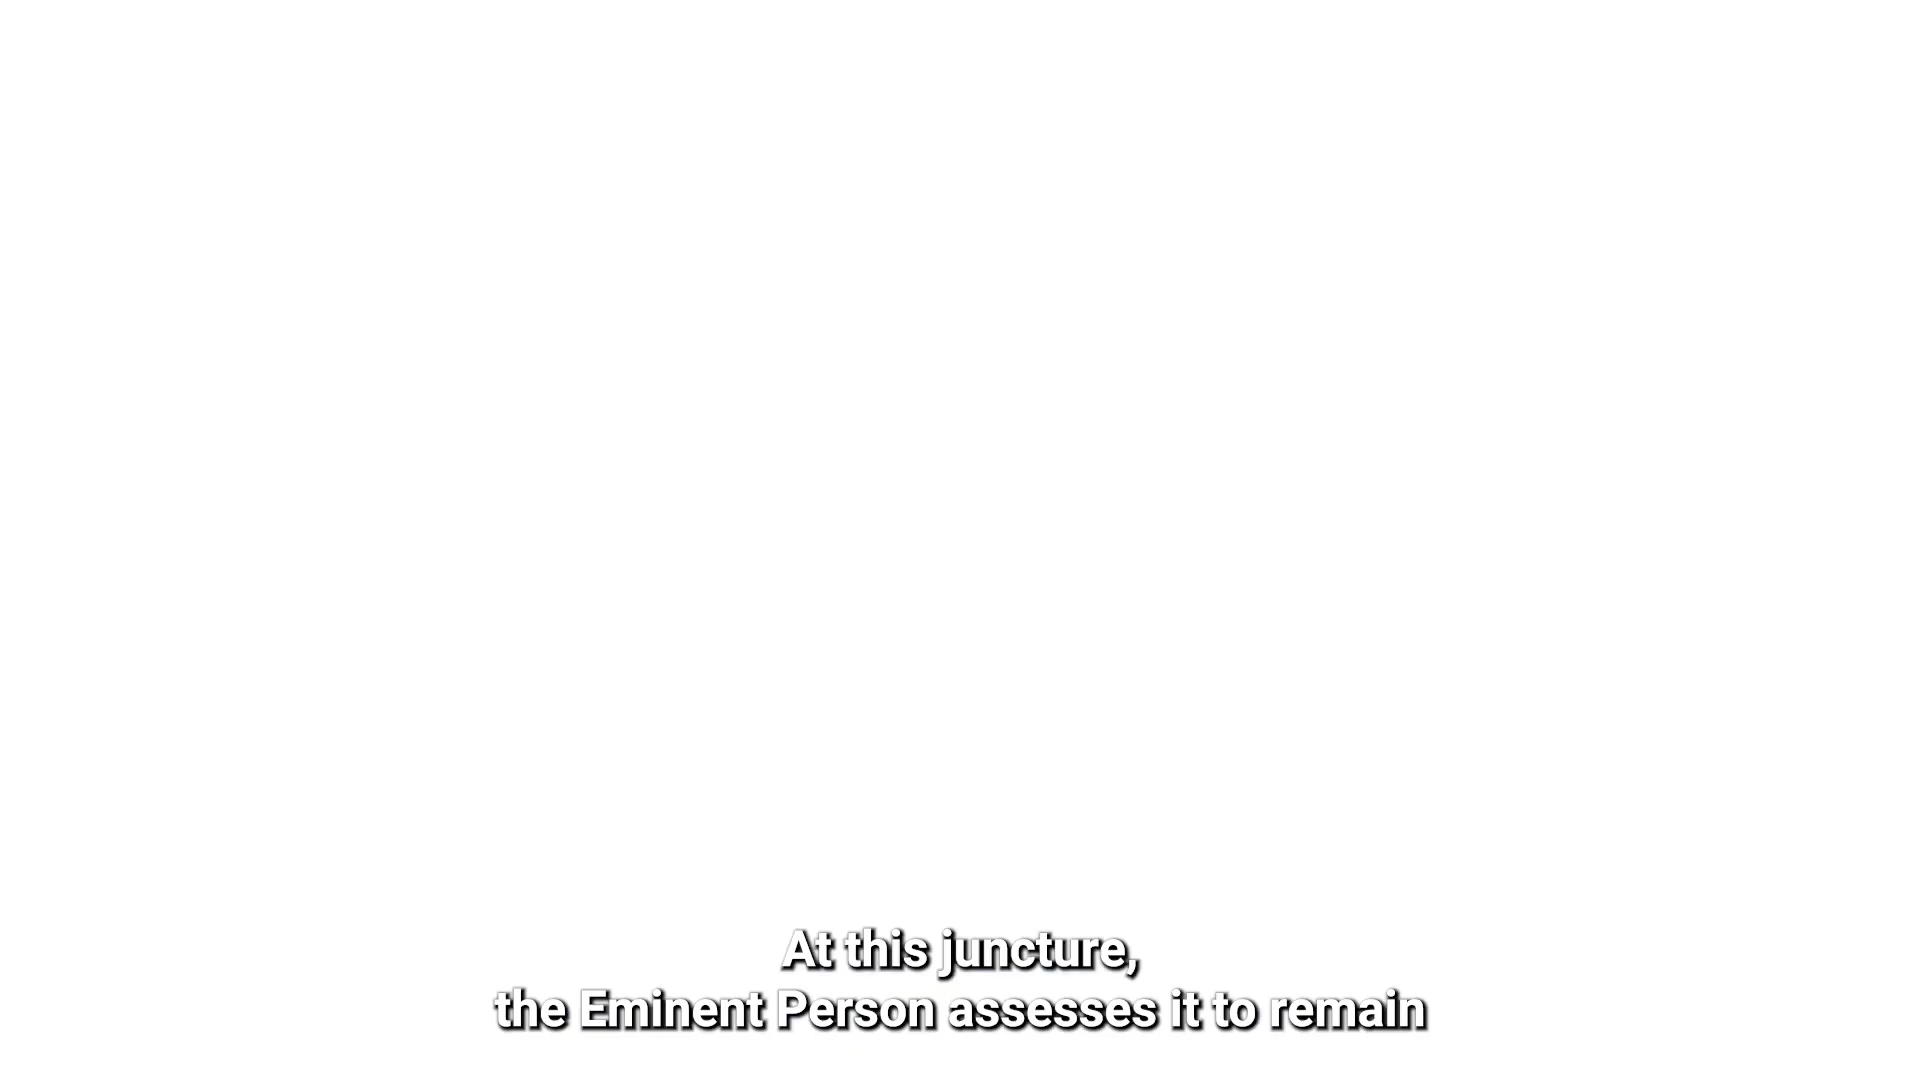 At this juncture,
the Eminent Person assesses it to remain